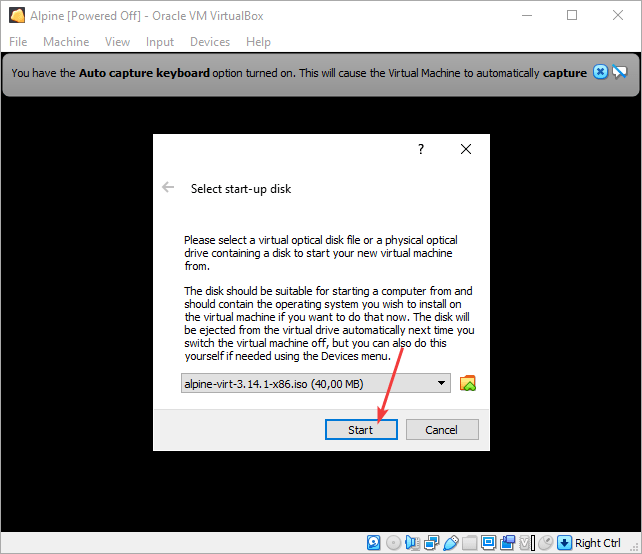 Alpine [Powered Off] - Oracle VM VirtualBox
File Machine View Input Devices Help
You have the Auto capture keyboard option turned on. This will cause the Virtual Machine to automatically capture
?
Select start-up disk
Please select a virtual optical disk file or a physical optical
drive containing a disk to start your new virtual machine
from.
The disk should be suitable for starting a computer from and
should contain the operating system you wish to install on
the virtual machine if you want to do that now. The disk will
be ejected from the virtual drive automatically next time you
switch the virtual machine off, but you can also do this
yourself if needed using the Devices menu.
alpine-virt-3.14.1-x86.iso (40,00 MB)
Start Cancel
Right Ctrl